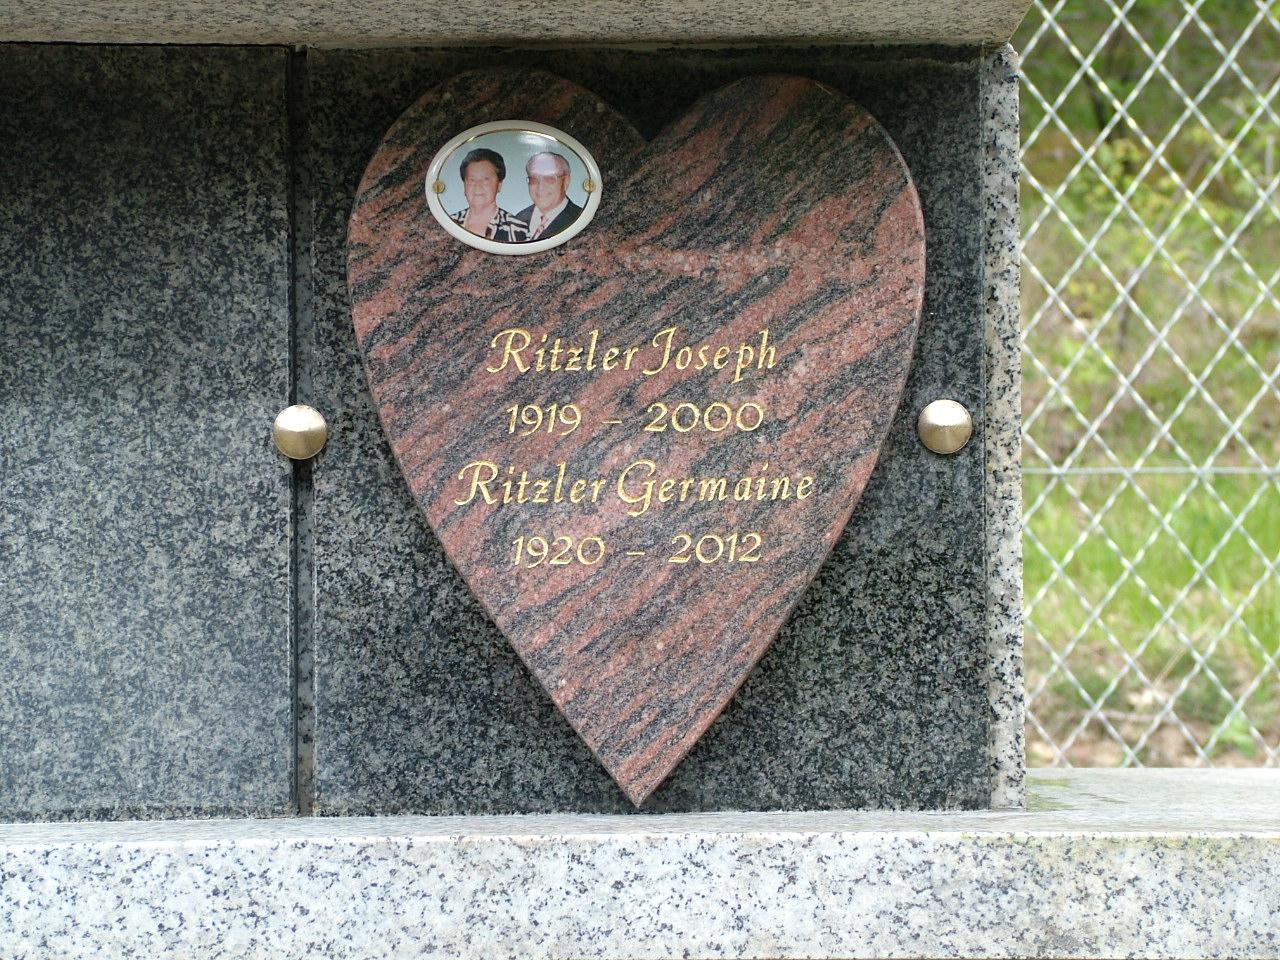 Ritzler Joseph
1919 - 2000
Ritzler Germaine
1920 - 2012